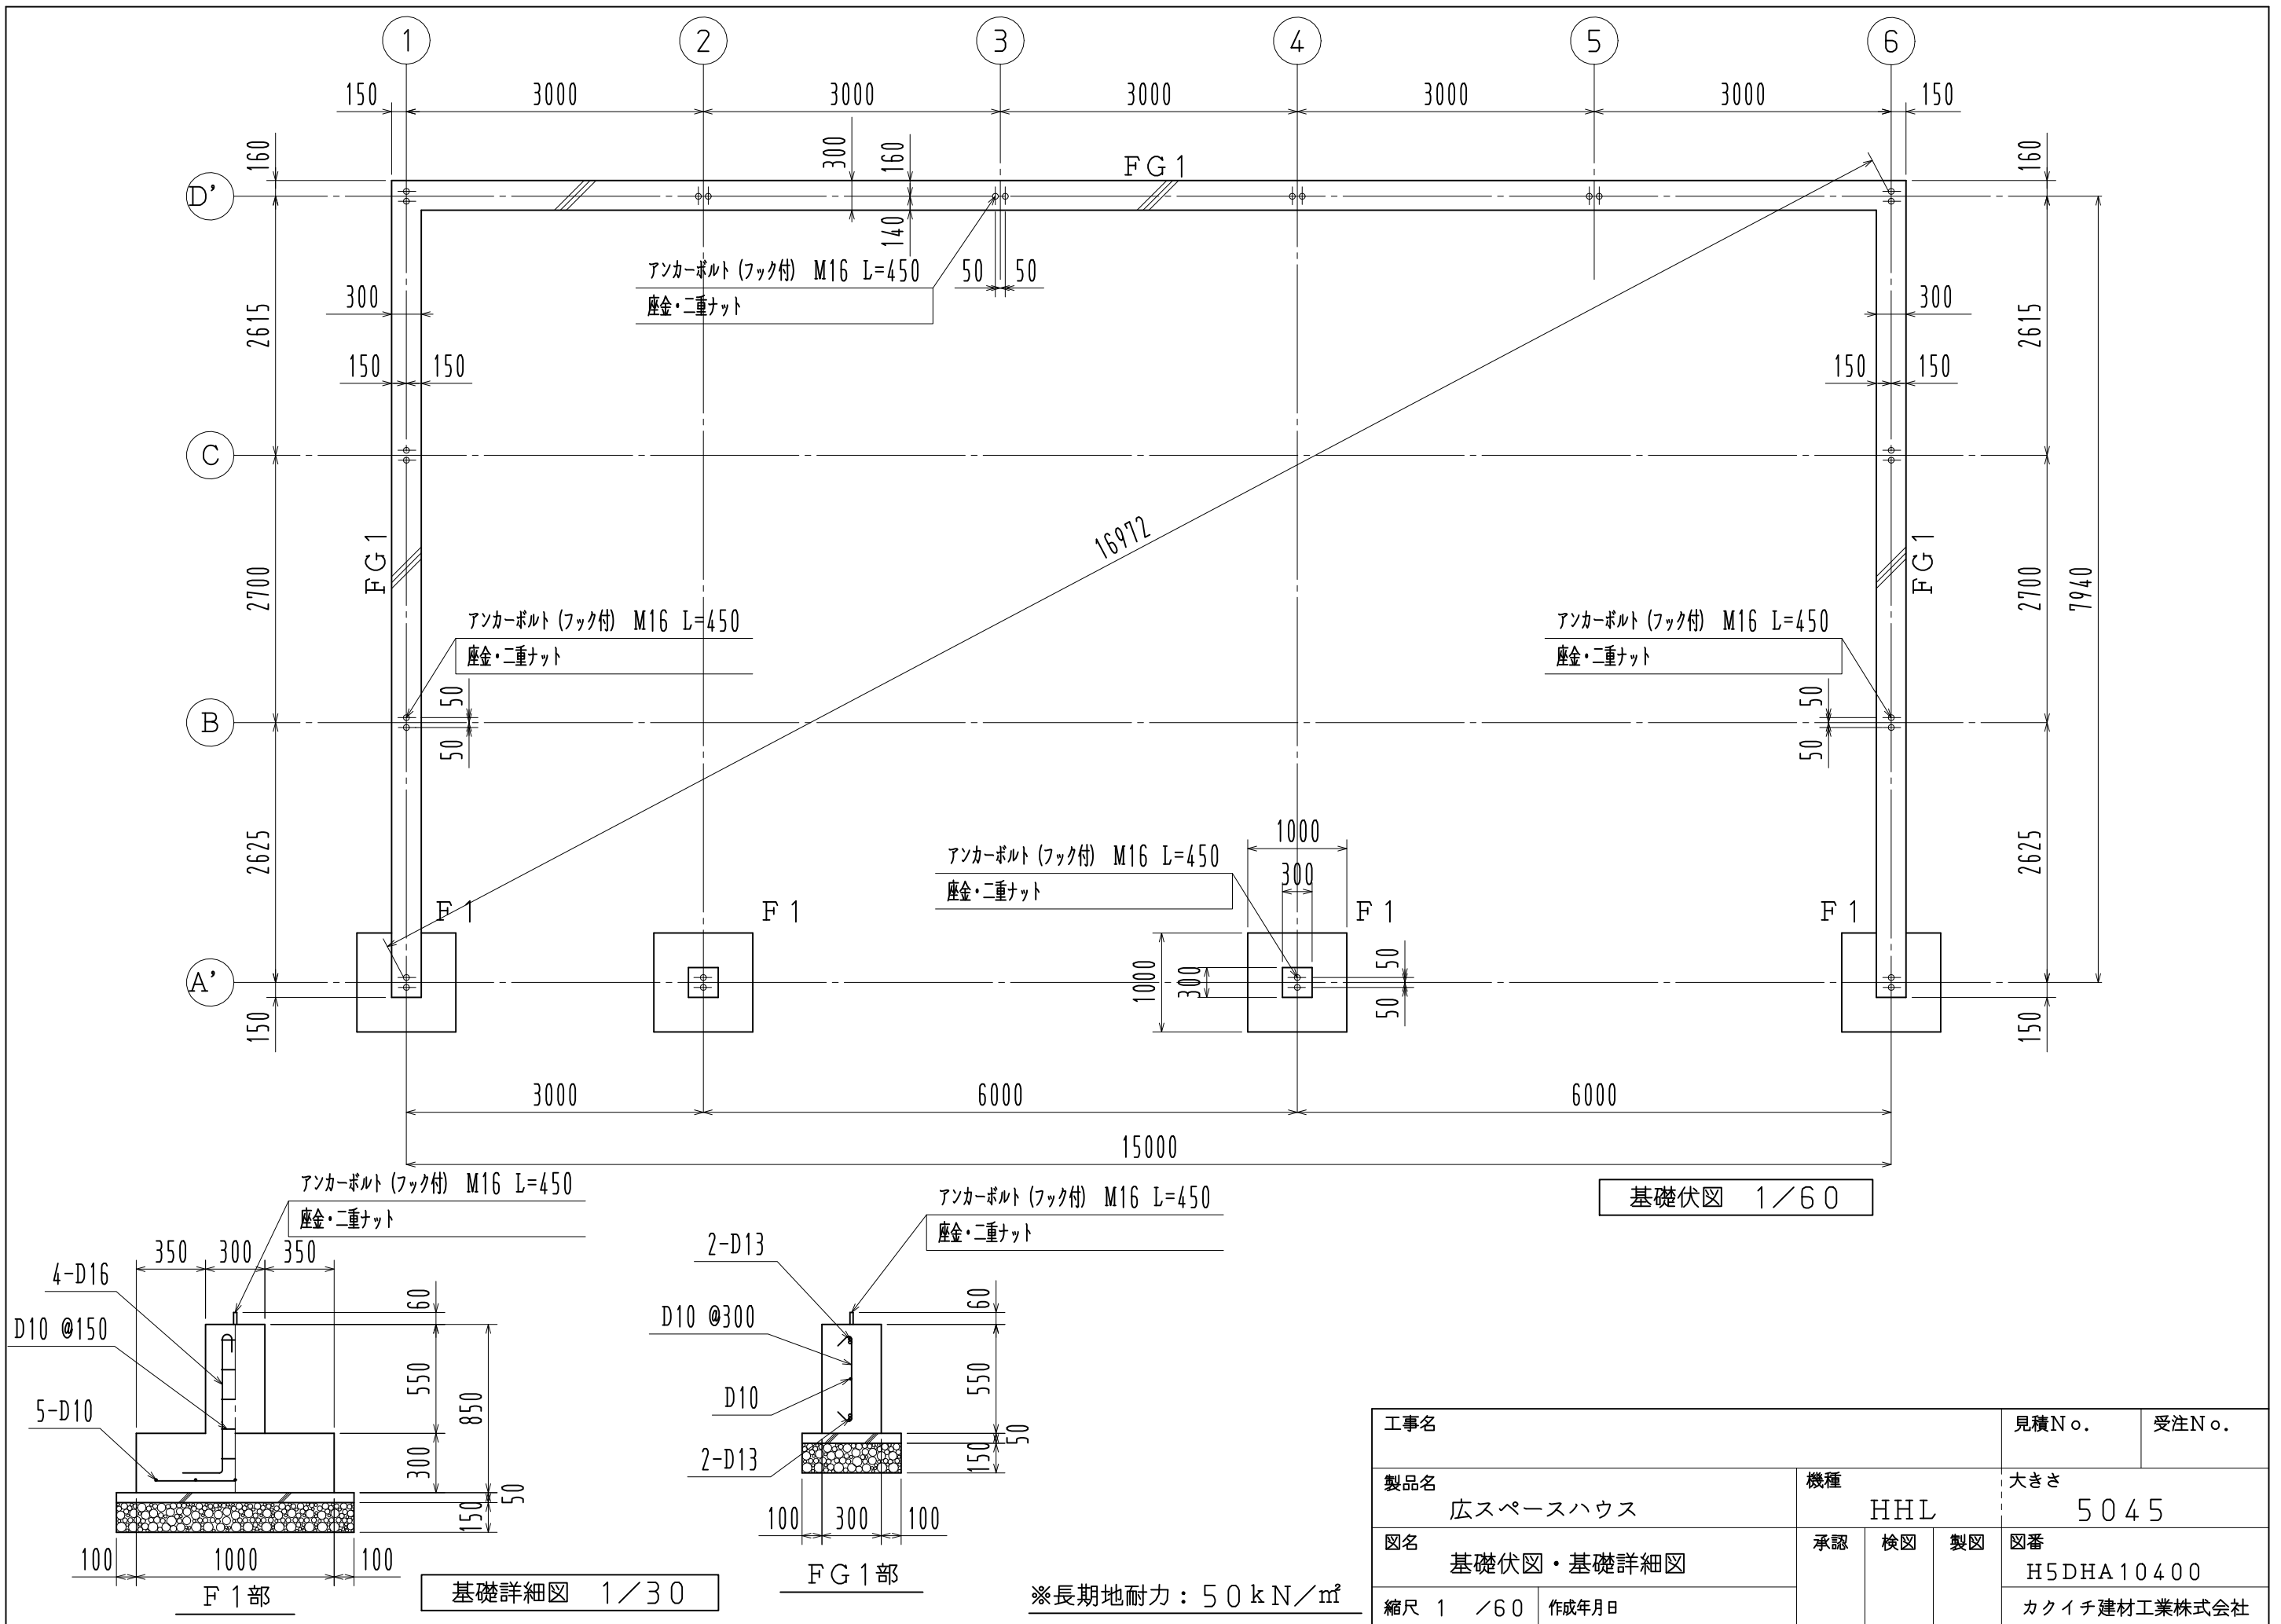 1 2 3 4 5 6
150 3000 3000 3000 3000 3000 150
160 300 160 FG1 160
D'
140
アンカーボルト(フック付) M16 L=450 50 50
座金・二重ナット
300 300
2615 2615
150 150 150 150
C
16972
FG1 FG1
2700 2700 7940
アンカーボルト(フック付) M16 L=450
座金・二重ナット
アンカーボルト(フック付) M16 L=450
座金・二重ナット
50 50
B
50 50
2625 2625
1000
アンカーボルト(フック付) M16 L=450
座金・二重ナット
300
F1 F1 F1 F1
1000 300 50
A'
50
150 150
3000 6000 6000
15000
基礎伏図 1/60
アンカーボルト(フック付) M16 L=450
座金・二重ナット
350 300 350
4-D16
D10 @150
5-D10
60
550 850
300
50
150
100 1000 100
F1部
基礎詳細図 1/30
アンカーボルト(フック付) M16 L=450
座金・二重ナット
2-D13
D10 @300
D10
2-D13
60
550
50
150
100 300 100
FG1部
※長期地耐力:50kN/㎡
工事名 見積No. 受注No.
製品名 機種 大きさ
広スペースハウス HHL 5045
図名 承認 検図 製図 図番
基礎伏図・基礎詳細図 H5DHA10400
縮尺 1 /60 作成年月日 カクイチ建材工業株式会社